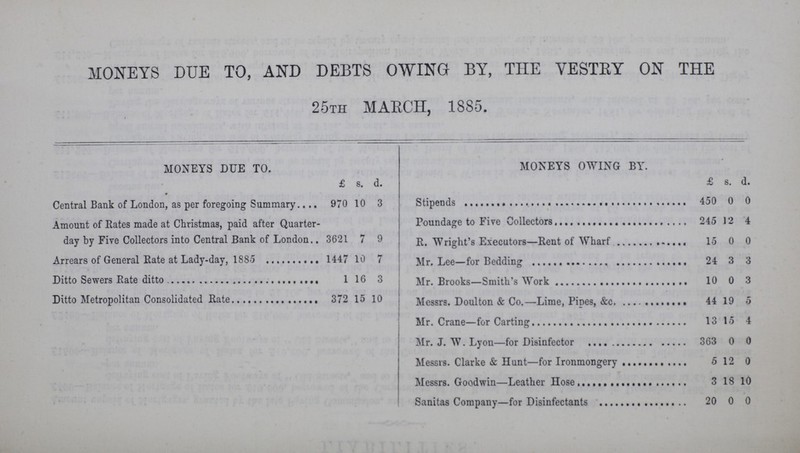 MONEYS DUE TO, AND DEBTS OWING BY, THE VESTRY ON THE
25TH MARCH, 1885.
MONEYS DUE TO.
£ s. d.
Central Bank of London, as per foregoing Summary.... 970 10 3
Amount of Rates made at Christmas, paid after Quarter-
day by Five Collectors into Central Bank of London.. 3621 7 9
Arrears of General Rate at Lady-day, 1885 .......... 1447 10 7
Ditto Sewers Rate ditto .......................... 1 16 3
Ditto Metropolitan Consolidated Rate................ 372 15 10
MONEYS OWING BY.
£ s. d.
Stipends ........................................ 450 0 0
Poundage to Five Collectors........................ 245 12 4
R. Wright's Executors—Rent of Wharf ............. 15 0 0
Mr. Lee—for Bedding ............................ 24 3 3
Mr. Brooks—Smith's Work ........................ 10 0 3
Messrs. Doulton & Co.—Lime, Pipes, &c. ............ 44 19 5
Mr. Crane—for Carting............................ 13 15 4
Mr. J. W. Lyon—for Disinfector .................. 363 0 0
Messrs. Clarke & Hunt—for Ironmongery ............ 5 12 0
Messrs. Goodwin—Leather Hose.................... 3 18 10
Sanitas Company—for Disinfectants ................ 20 0 0